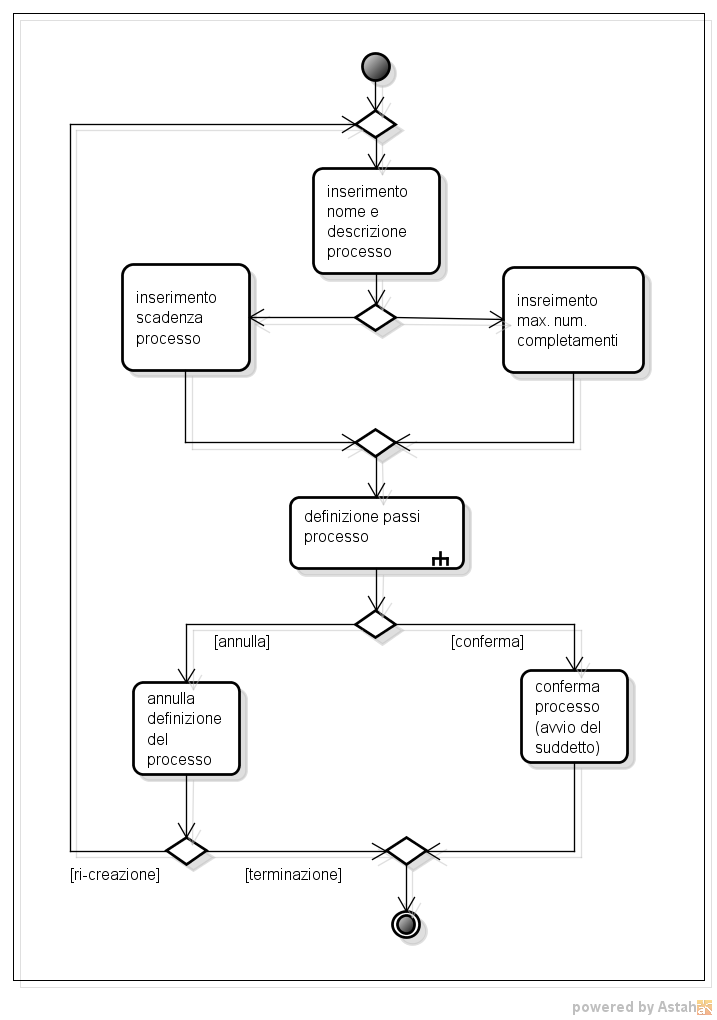 inserimento
nome e
descrizione
processo
inserimento
scadenza
processo
insreimento
max. num.
completamenti
definizione passi
processo
[annulla]
[conferma]
annulla
definizione
del
processo
conferma
processo
(avvio del
suddetto)
[ri-creazione]
[terminazione]
powered by Astah